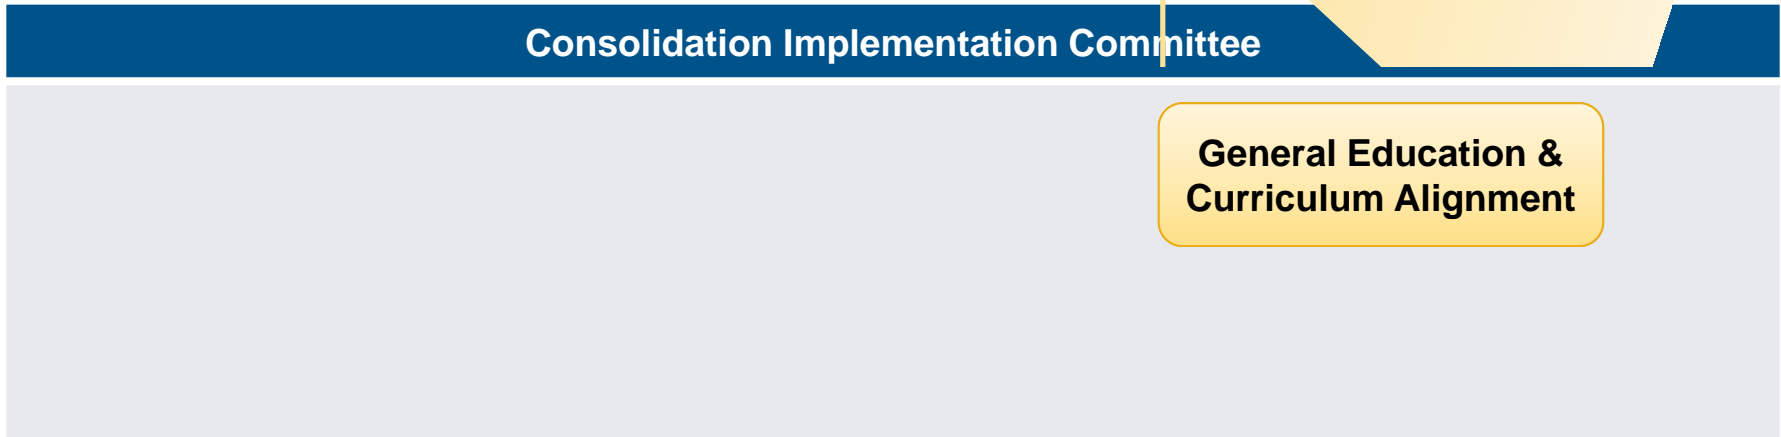 Consolidation Implementation Committee
General Education &
Curriculum Alignment